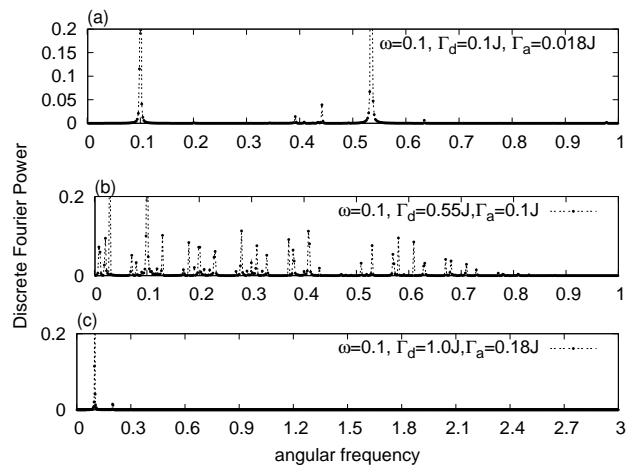 (a)
ω=0.1, Γd=0.1J, Γa=0.018J
0.2
0.15
0.1
0.05
0
0 0.1 0.2 0.3 0.4 0.5 0.6 0.7 0.8 0.9 1
(b)
ω=0.1, Γd=0.55J,Γa=0.1J
0.2
0
0 0.1 0.2 0.3 0.4 0.5 0.6 0.7 0.8 0.9 1
(c)
ω=0.1, Γd=1.0J,Γa=0.18J
0.2
0
0 0.3 0.6 0.9 1.2 1.5 1.8 2.1 2.4 2.7 3
angular frequency
Discrete Fourier Power